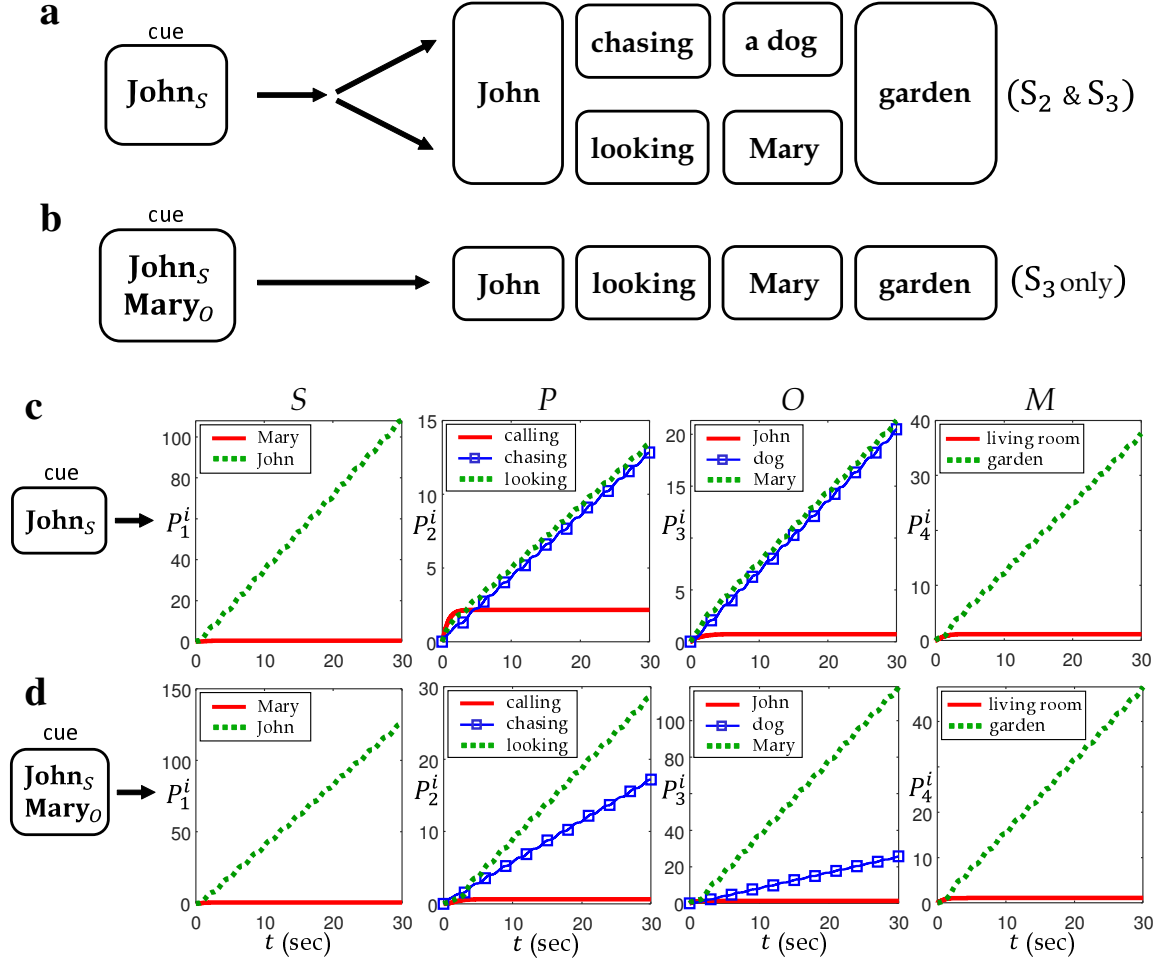 a
cue
John_S
John
chasing
a dog
looking
Mary
garden
(S_2 & S_3)
b
cue
John_S
Mary_O
John
looking
Mary
garden
(S_3 only)
c
S
P
O
M
cue
John_S
P_1^i
100
80
60
40
20
0
0
10
20
30
Mary
John
P_2^i
15
10
5
0
0
10
20
30
calling
chasing
looking
P_3^i
20
15
5
0
0
10
20
30
John
dog
Mary
P_4^i
40
30
10
0
0
10
20
30
living room
garden
d
cue
John_S
Mary_O
P_1^i
150
100
50
0
0
10
20
30
t (sec)
Mary
John
P_2^i
30
20
10
0
0
10
20
30
t (sec)
calling
chasing
looking
P_3^i
100
80
40
20
0
0
10
20
30
t (sec)
John
dog
Mary
P_4^i
40
30
20
10
0
0
10
20
30
t (sec)
living room
garden